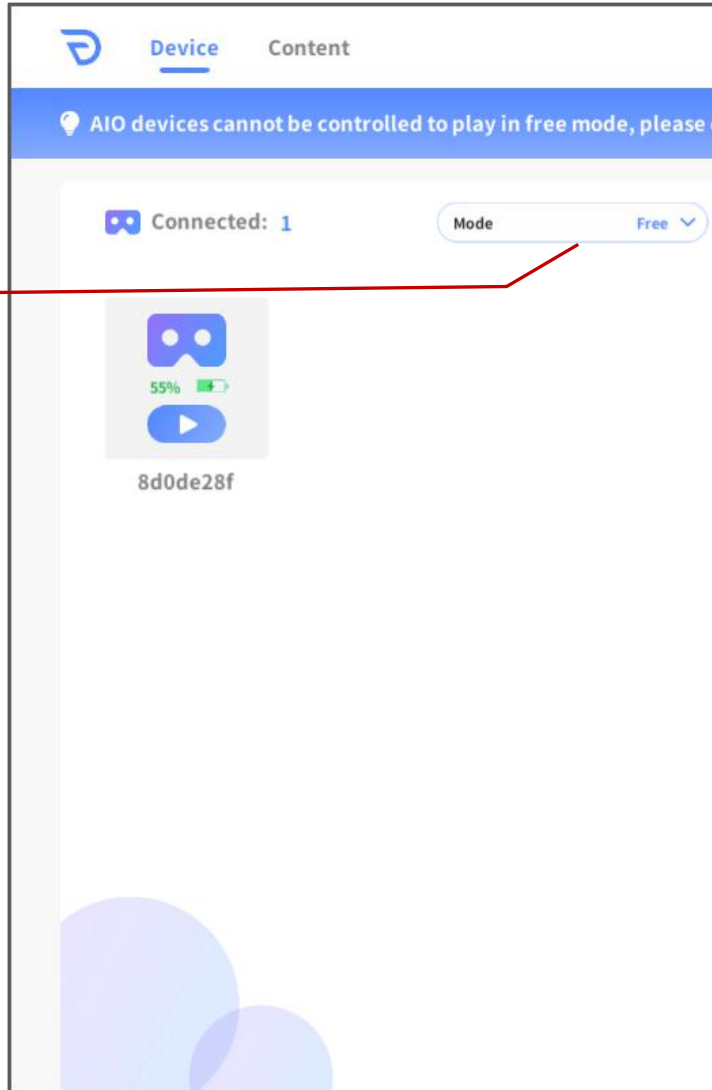 Device Content
AIO devices cannot be controlled to play in free mode, please
Connected: 1 Mode Free
55%
8d0de28f